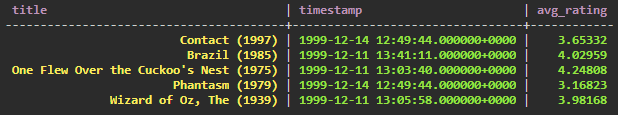 title | timestamp | avg_rating
Contact (1997) | 1999-12-14 12:49:44.000000+0000 | 3.65332
Brazil (1985) | 1999-12-11 13:41:11.000000+0000 | 4.02959
One Flew Over the Cuckoo's Nest (1975) | 1999-12-11 13:03:40.000000+0000 | 4.24808
Phantasm (1979) | 1999-12-14 12:49:44.000000+0000 | 3.16823
Wizard of Oz, The (1939) | 1999-12-11 13:05:58.000000+0000 | 3.98168